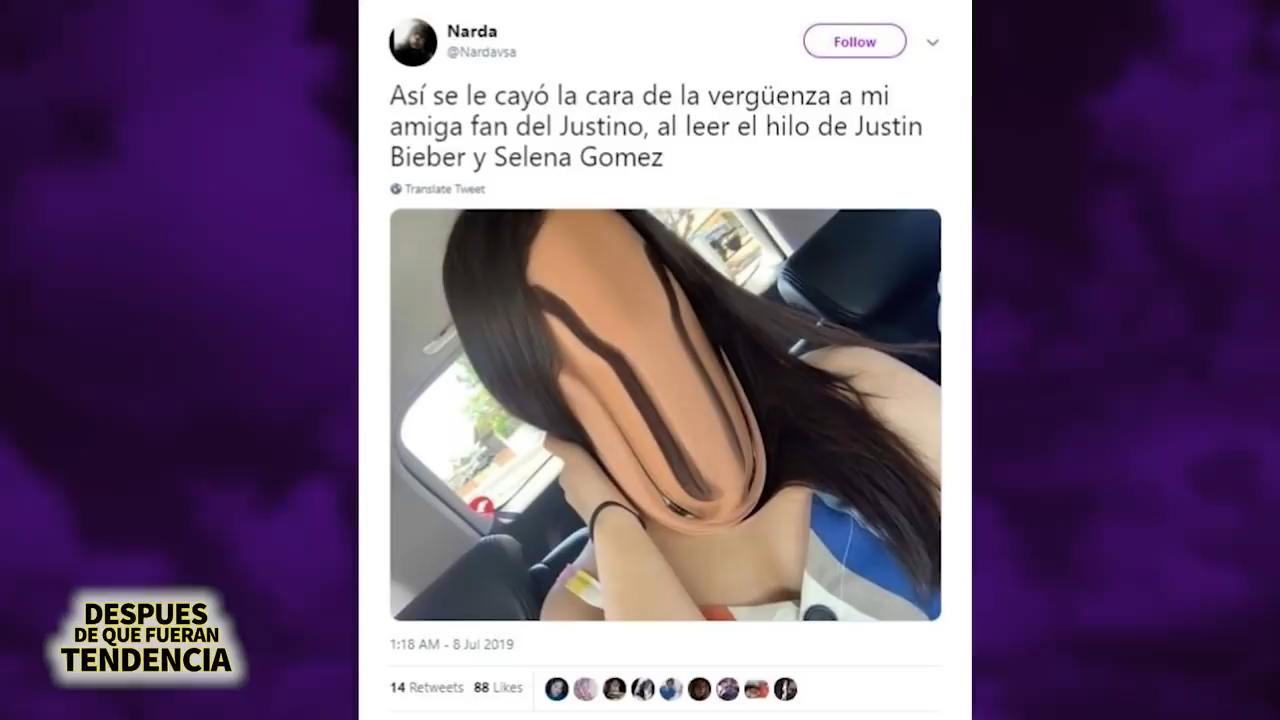 Narda
@Nardavsa
Follow
Así se le cayó la cara de la vergüenza a mi
amiga fan del Justino, al leer el hilo de Justin
Bieber y Selena Gomez
Translate Tweet
1:18 AM - 8 Jul 2019
14 Retweets 88 Likes
DESPUES
DE QUE FUERAN
TENDENCIA